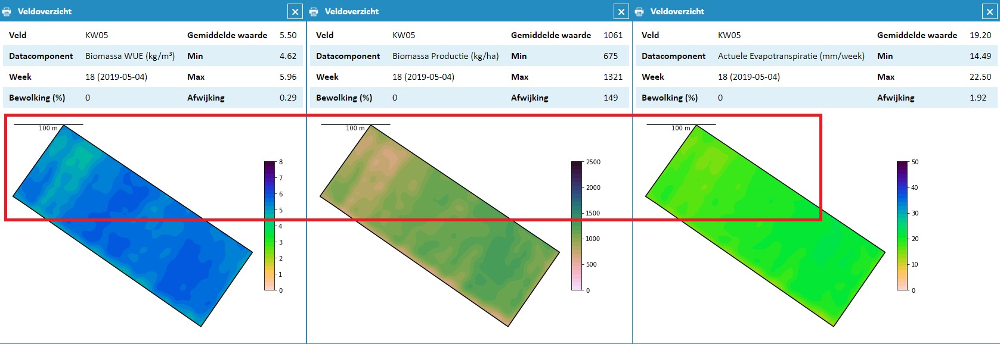 Veldoverzicht
Veld KW05 Gemiddelde waarde 5.50
Datacomponent Biomassa WUE (kg/m³) Min 4.62
Week 18 (2019-05-04) Max 5.96
Bewolking (%) 0 Afwijking 0.29
100 m
8
7
6
5
4
3
2
1
0
Veldoverzicht
Veld KW05 Gemiddelde waarde 1061
Datacomponent Biomassa Productie (kg/ha) Min 675
Week 18 (2019-05-04) Max 1321
Bewolking (%) 0 Afwijking 149
100 m
2500
2000
1500
1000
500
0
Veldoverzicht
Veld KW05 Gemiddelde waarde 19.20
Datacomponent Actuele Evapotranspiratie (mm/week) Min 14.49
Week 18 (2019-05-04) Max 22.50
Bewolking (%) 0 Afwijking 1.92
100 m
50
40
30
20
10
0